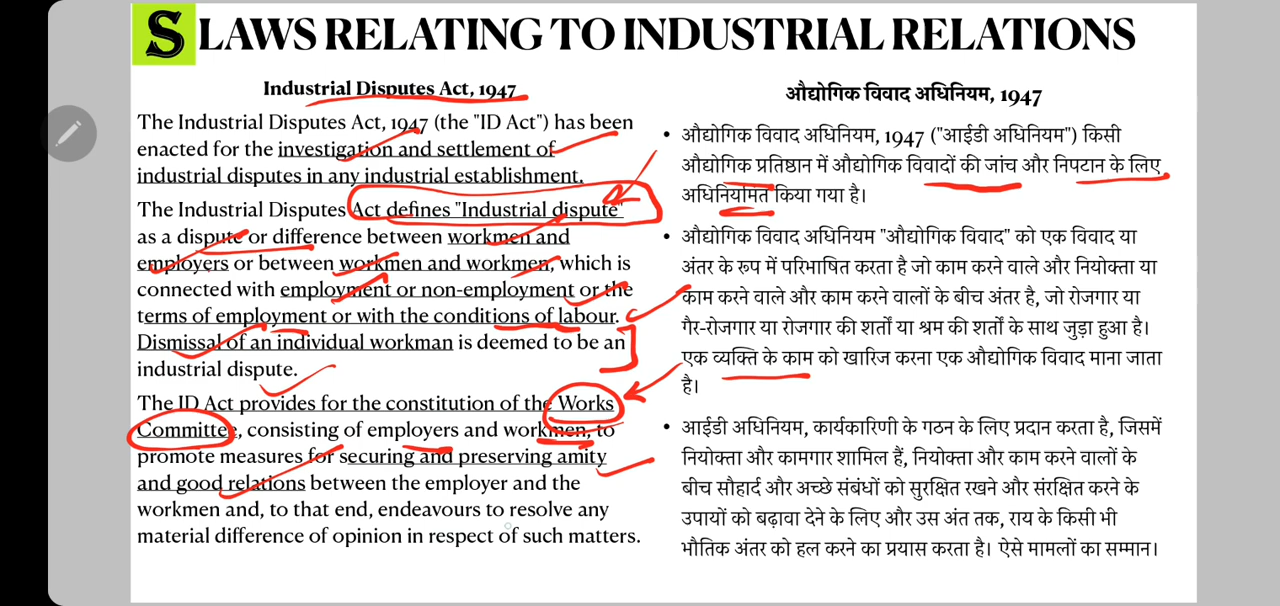 S LAWS RELATING TO INDUSTRIAL RELATIONS
Industrial Disputes Act, 1947
The Industrial Disputes Act, 1947 (the "ID Act") has been
enacted for the investigation and settlement of
industrial disputes in any industrial establishment.
The Industrial Disputes Act defines "Industrial dispute"
as a dispute or difference between workmen and
employers or between workmen and workmen, which is
connected with employment or non-employment or the
terms of employment or with the conditions of labour.
Dismissal of an individual workman is deemed to be an
industrial dispute.
The ID Act provides for the constitution of the Works
Committee, consisting of employers and workmen, to
promote measures for securing and preserving amity
and good relations between the employer and the
workmen and, to that end, endeavours to resolve any
material difference of opinion in respect of such matters.
औद्योगिक विवाद अधिनियम, 1947
• औद्योगिक विवाद अधिनियम, 1947 ("आईडी अधिनियम") किसी
औद्योगिक प्रतिष्ठान में औद्योगिक विवादों की जांच और निपटान के लिए
अधिनियमित किया गया है।
• औद्योगिक विवाद अधिनियम "औद्योगिक विवाद" को एक विवाद या
अंतर के रूप में परिभाषित करता है जो काम करने वाले और नियोक्ता या
काम करने वाले और काम करने वालों के बीच अंतर है, जो रोजगार या
गैर-रोजगार या रोजगार की शर्तों या श्रम की शर्तों के साथ जुड़ा हुआ है।
एक व्यक्ति के काम को खारिज करना एक औद्योगिक विवाद माना जाता
है।
• आईडी अधिनियम, कार्यकारिणी के गठन के लिए प्रदान करता है, जिसमें
नियोक्ता और कामगार शामिल हैं, नियोक्ता और काम करने वालों के
बीच सौहार्द और अच्छे संबंधों को सुरक्षित रखने और संरक्षित करने के
उपायों को बढ़ावा देने के लिए और उस अंत तक, राय के किसी भी
भौतिक अंतर को हल करने का प्रयास करता है। ऐसे मामलों का सम्मान।